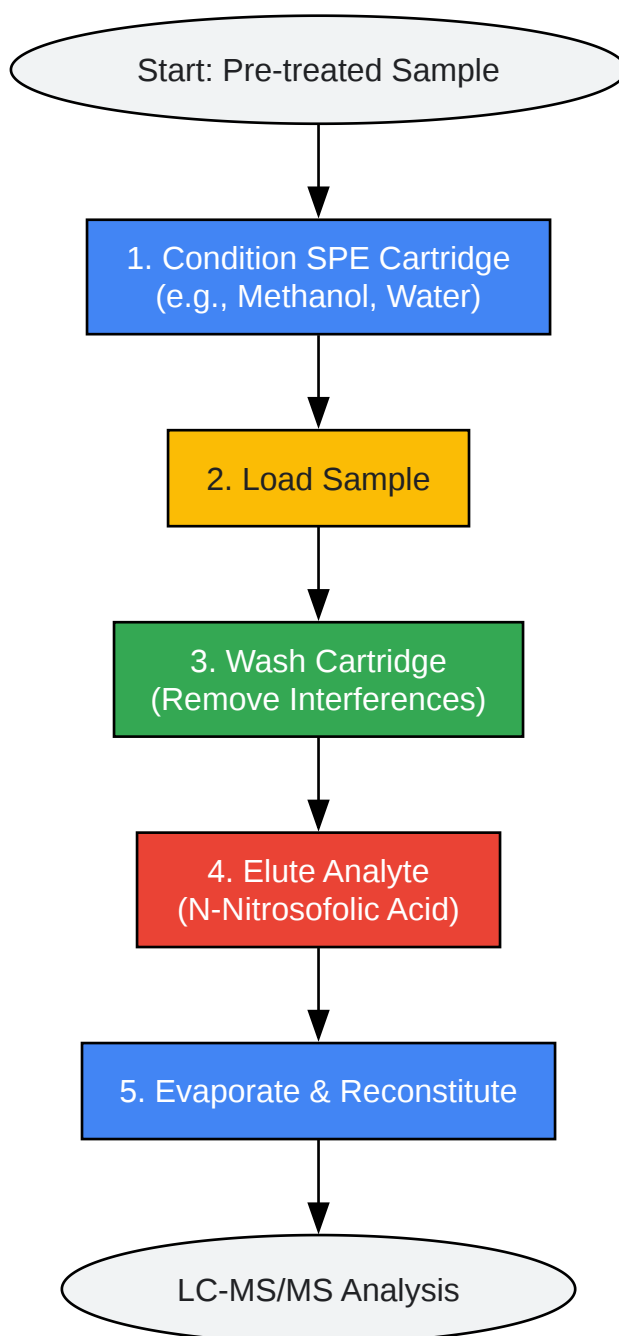 Start: Pre-treated Sample
1. Condition SPE Cartridge
(e.g., Methanol, Water)
2. Load Sample
3. Wash Cartridge
(Remove Interferences)
4. Elute Analyte
(N-Nitrosofolic Acid)
5. Evaporate & Reconstitute
LC-MS/MS Analysis